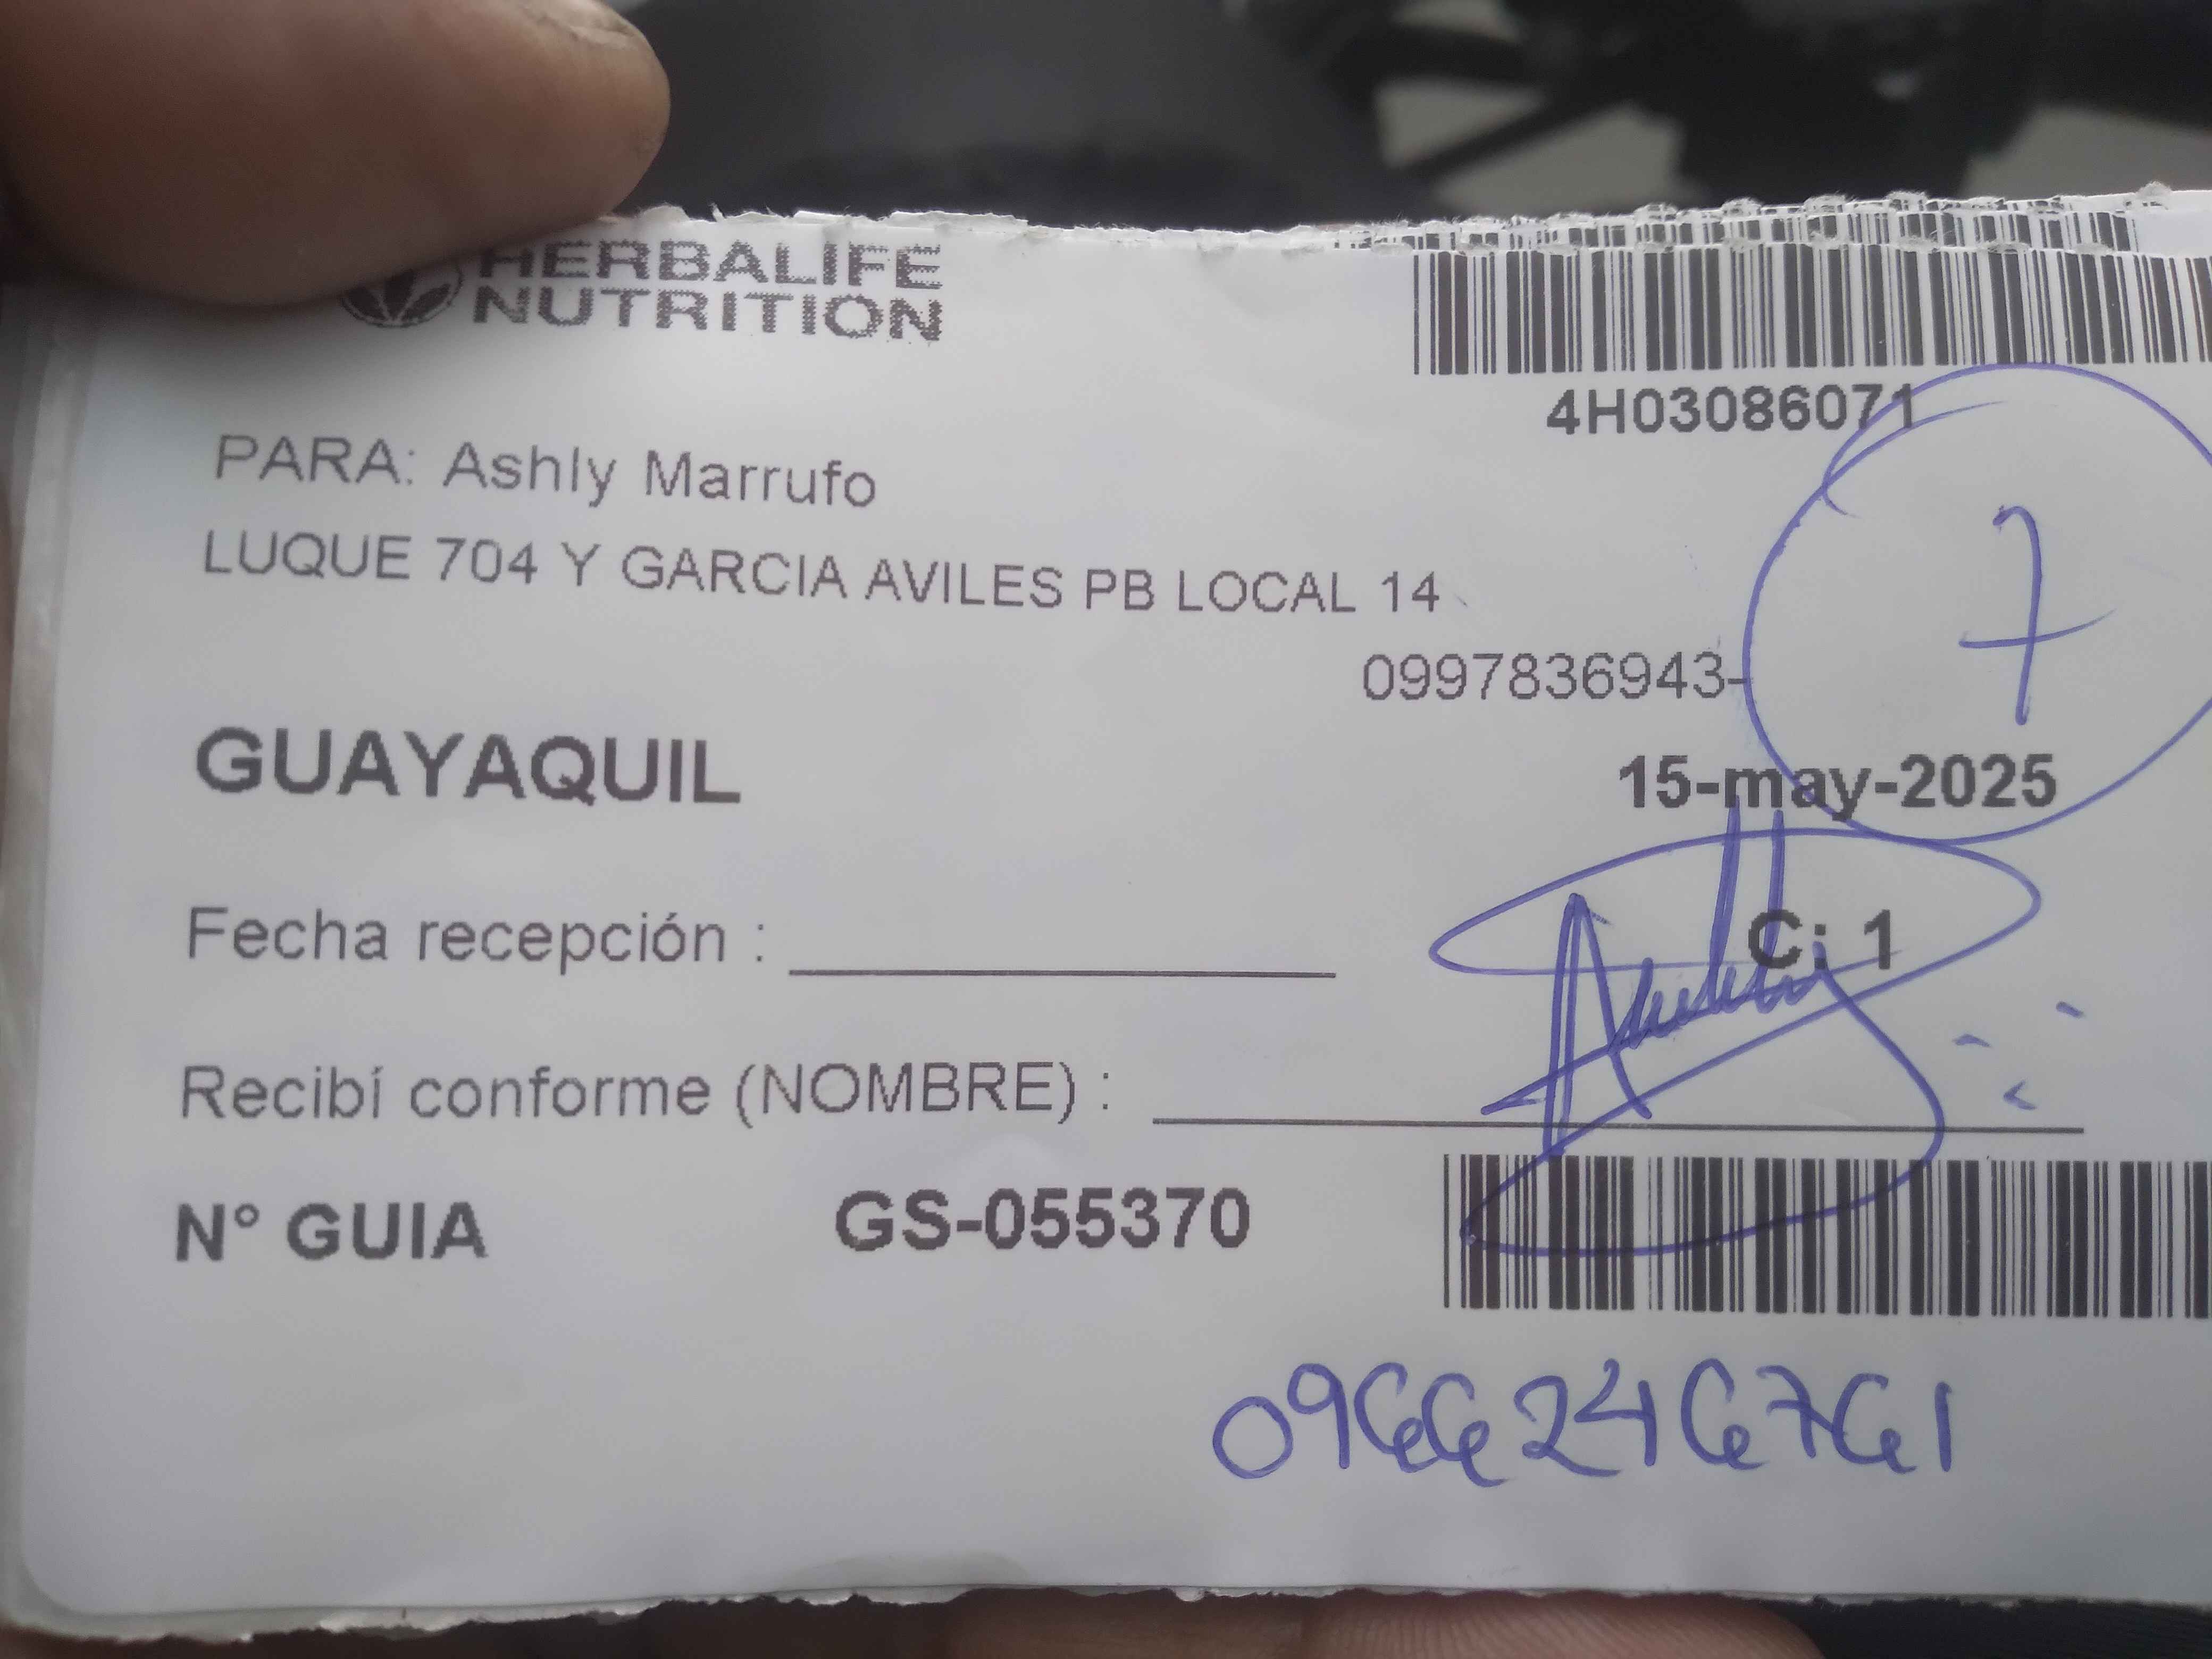 HERBALIFE
NUTRITION
4H03086071
PARA: Ashly Marrufo
LUQUE 704 Y GARCIA AVILES PB LOCAL 14
7
0997836943-
GUAYAQUIL
15-may-2025
Fecha recepción :
C: 1
Recibí conforme (NOMBRE) :
N° GUIA GS-055370
0966246761